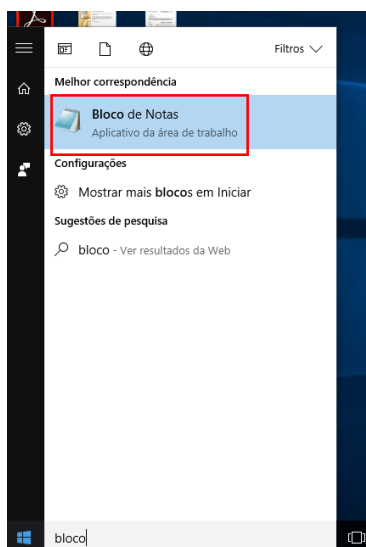 Filtros
Melhor correspondência
Bloco de Notas
Aplicativo da área de trabalho
Configurações
Mostrar mais blocos em Iniciar
Sugestões de pesquisa
bloco - Ver resultados da Web
bloco